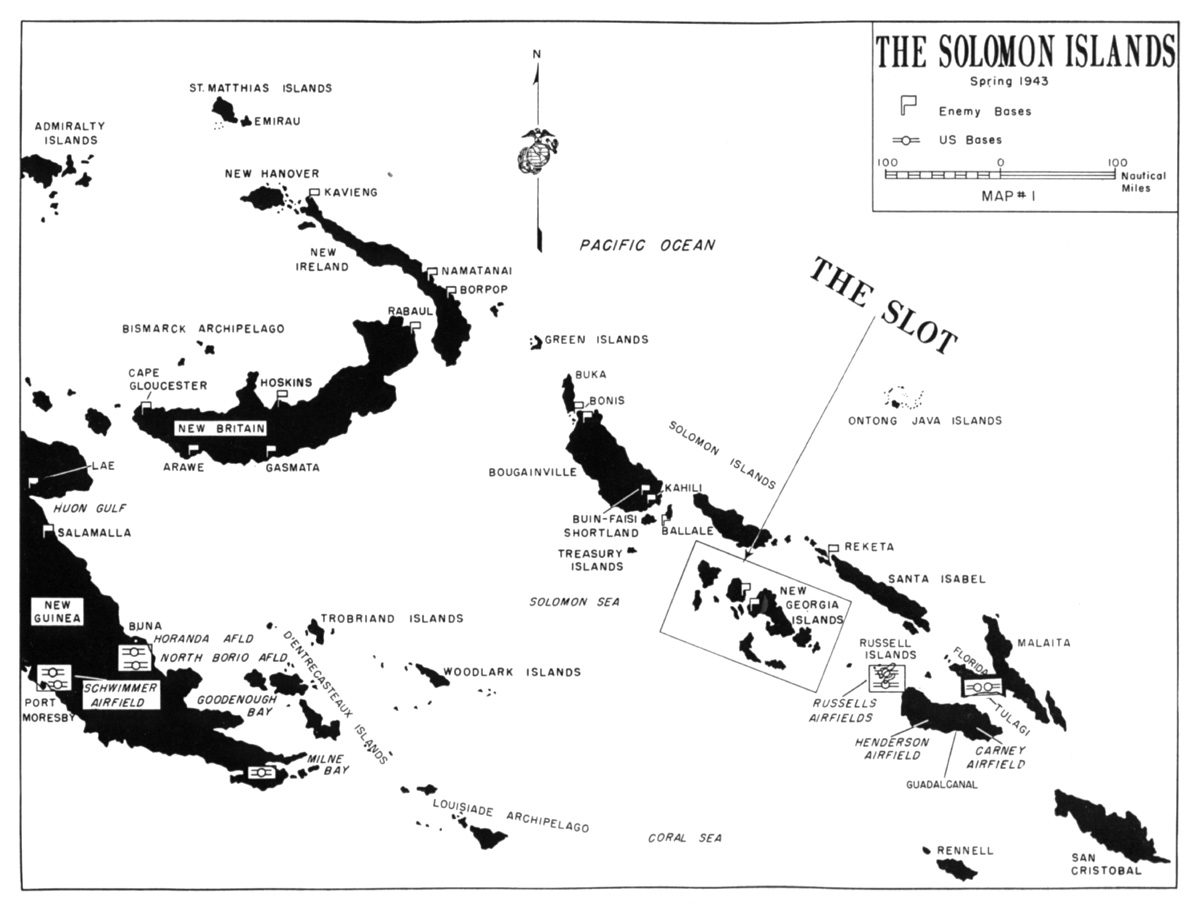 THE SOLOMON ISLANDS
Spring 1943
Enemy Bases
US Bases
100 0 100
Nautical
Miles
MAP # 1
N
ST. MATTHIAS ISLANDS
EMIRAU
ADMIRALTY
ISLANDS
NEW HANOVER
KAVIENG
PACIFIC OCEAN
NEW
IRELAND
NAMATANAI
BORPOP
RABAUL
THE SLOT
BISMARCK ARCHIPELAGO
GREEN ISLANDS
CAPE
GLOUCESTER
HOSKINS
BUKA
BONIS
ONTONG JAVA ISLANDS
NEW BRITAIN
SOLOMON ISLANDS
LAE
ARAWE
GASMATA
BOUGAINVILLE
KAHILI
HUON GULF
BUIN-FAISI
SHORTLAND
BALLALE
SALAMALLA
TREASURY
ISLANDS
REKETA
SANTA ISABEL
NEW
GUINEA
SOLOMON SEA
NEW
GEORGIA
ISLANDS
BUNA
HORANDA AFLD
NORTH BORIO AFLD
TROBRIAND ISLANDS
D'ENTRECASTEAUX ISLANDS
RUSSELL
ISLANDS
FLORIDA
MALAITA
WOODLARK ISLANDS
SCHWIMMER
AIRFIELD
PORT
MORESBY
GOODENOUGH
BAY
RUSSELLS
AIRFIELDS
TULAGI
HENDERSON
AIRFIELD
CARNEY
AIRFIELD
GUADALCANAL
MILNE
BAY
LOUISIADE ARCHIPELAGO
CORAL SEA
RENNELL
SAN
CRISTOBAL